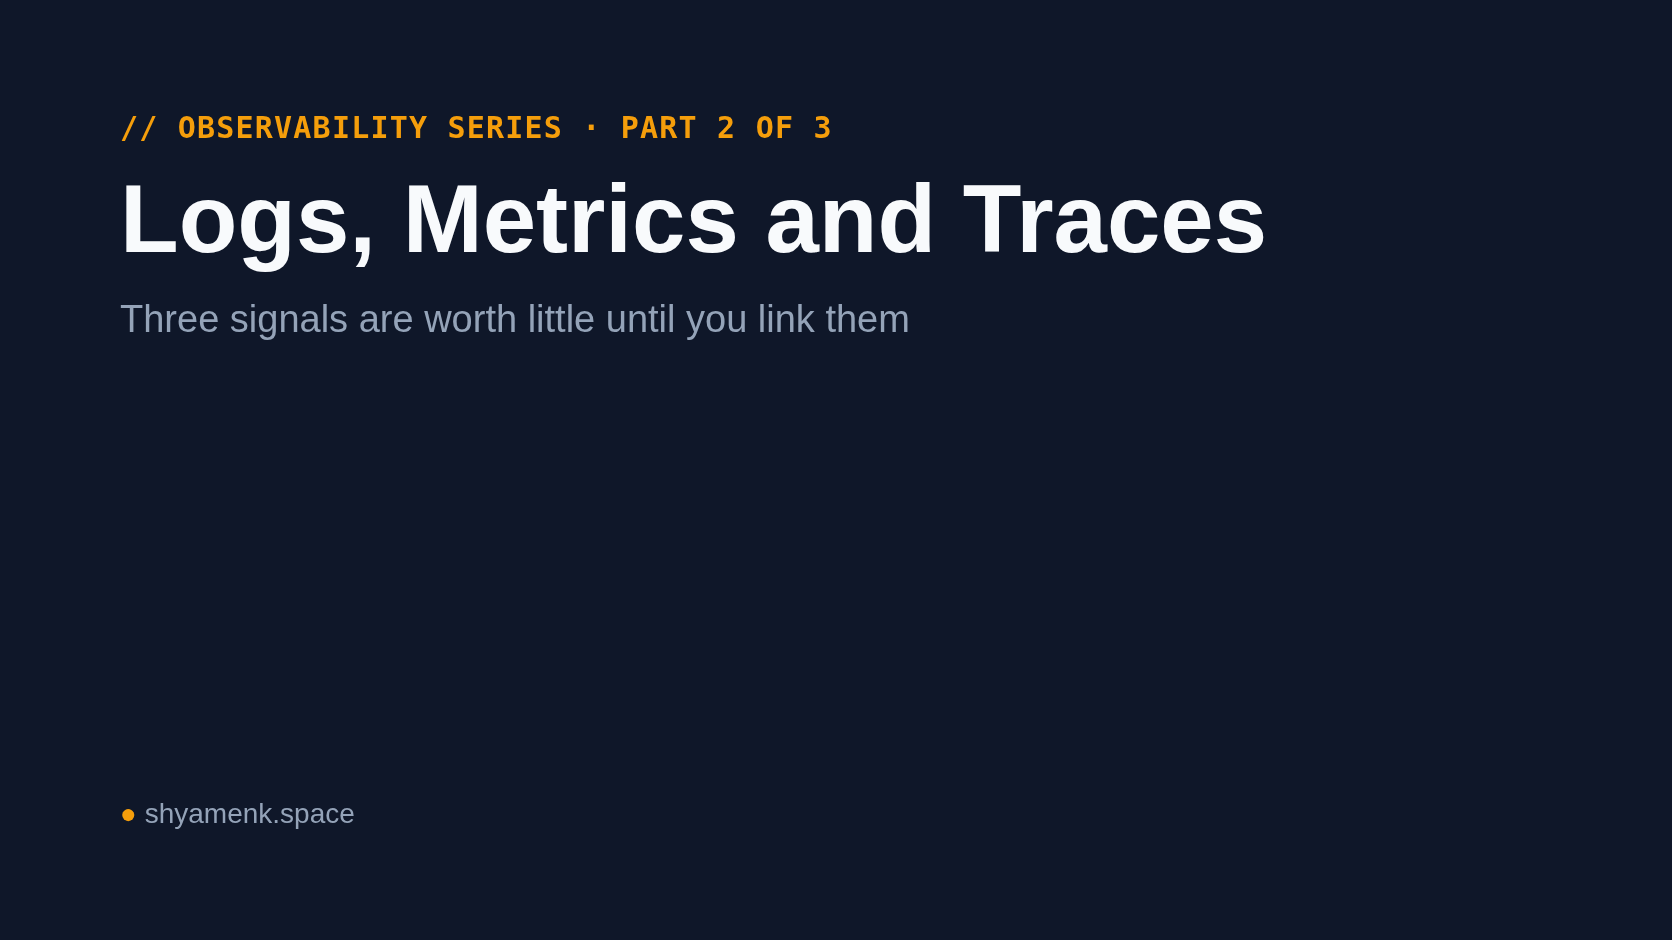 // OBSERVABILITY SERIES · PART 2 OF 3
Logs, Metrics and Traces
Three signals are worth little until you link them
● shyamenk.space